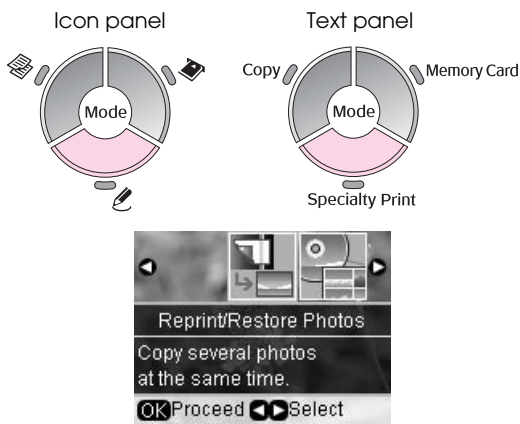 Icon panel
Text panel
Mode
Copy
Memory Card
Mode
Specialty Print
Reprint/Restore Photos
Copy several photos
at the same time.
OK Proceed Select